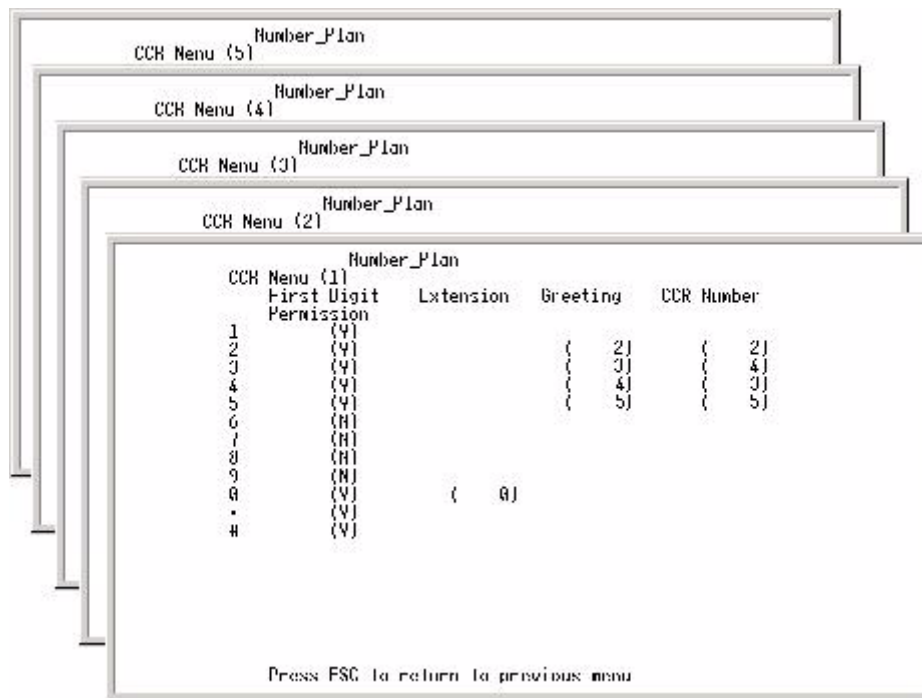 Number_Plan
CCR Menu (5)
Number_Plan
CCR Menu (4)
Number_Plan
CCR Menu (3)
Number_Plan
CCR Menu (2)
Number_Plan
CCR Menu (1)
First Digit Extension Greeting CCR Number
Permission
1 (Y)
2 (Y) ( 2) ( 2)
3 (Y) ( 3) ( 4)
4 (Y) ( 4) ( 3)
5 (Y) ( 5) ( 5)
6 (N)
7 (N)
8 (N)
9 (N)
0 (Y) ( 0)
* (Y)
# (Y)
Press ESC to return to previous menu